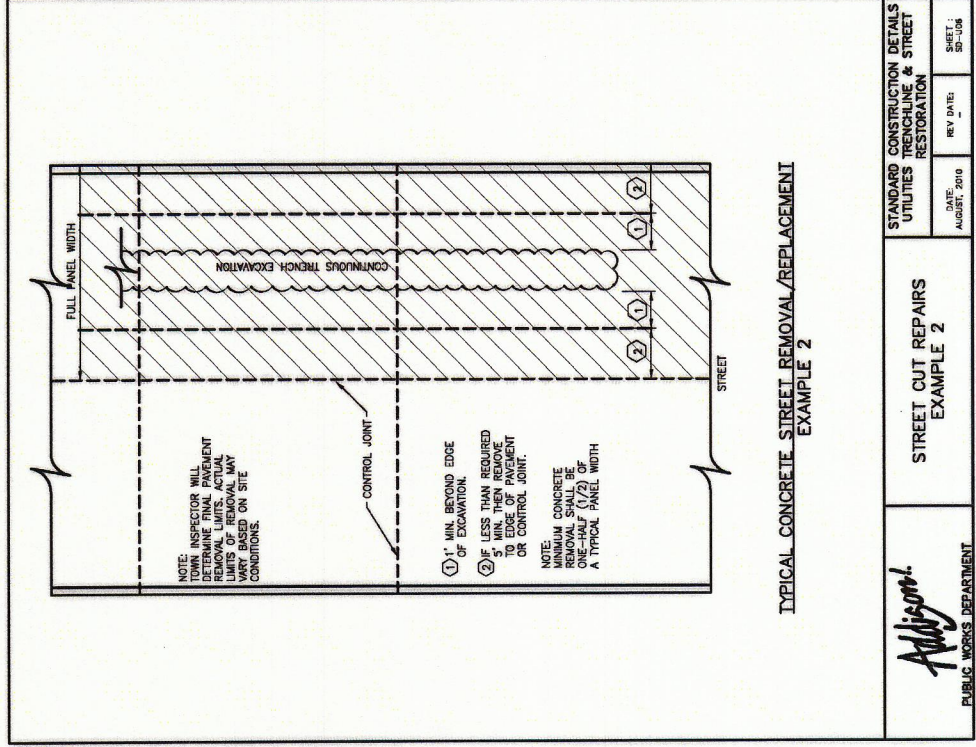 FULL PANEL WIDTH
CONTINUOUS TRENCH EXCAVATION
NOTE:
TOWN INSPECTOR WILL
DETERMINE FINAL PAVEMENT
REMOVAL LIMITS. ACTUAL
LIMITS OF REMOVAL MAY
VARY BASED ON SITE
CONDITIONS.
CONTROL JOINT
1 1' MIN. BEYOND EDGE
OF EXCAVATION.
2 IF LESS THAN REQUIRED
5' MIN. THEN REMOVE
TO EDGE OF PAVEMENT
OR CONTROL JOINT.
NOTE:
MINIMUM CONCRETE
REMOVAL SHALL BE
ONE-HALF (1/2) OF
A TYPICAL PANEL WIDTH
2 1 1 2
STREET
TYPICAL CONCRETE STREET REMOVAL/REPLACEMENT
EXAMPLE 2
Addison!
PUBLIC WORKS DEPARTMENT
STREET CUT REPAIRS
EXAMPLE 2
STANDARD CONSTRUCTION DETAILS
UTILITIES TRENCHLINE & STREET
RESTORATION
DATE:
AUGUST, 2010
REV DATE:
–
SHEET :
SD-U06